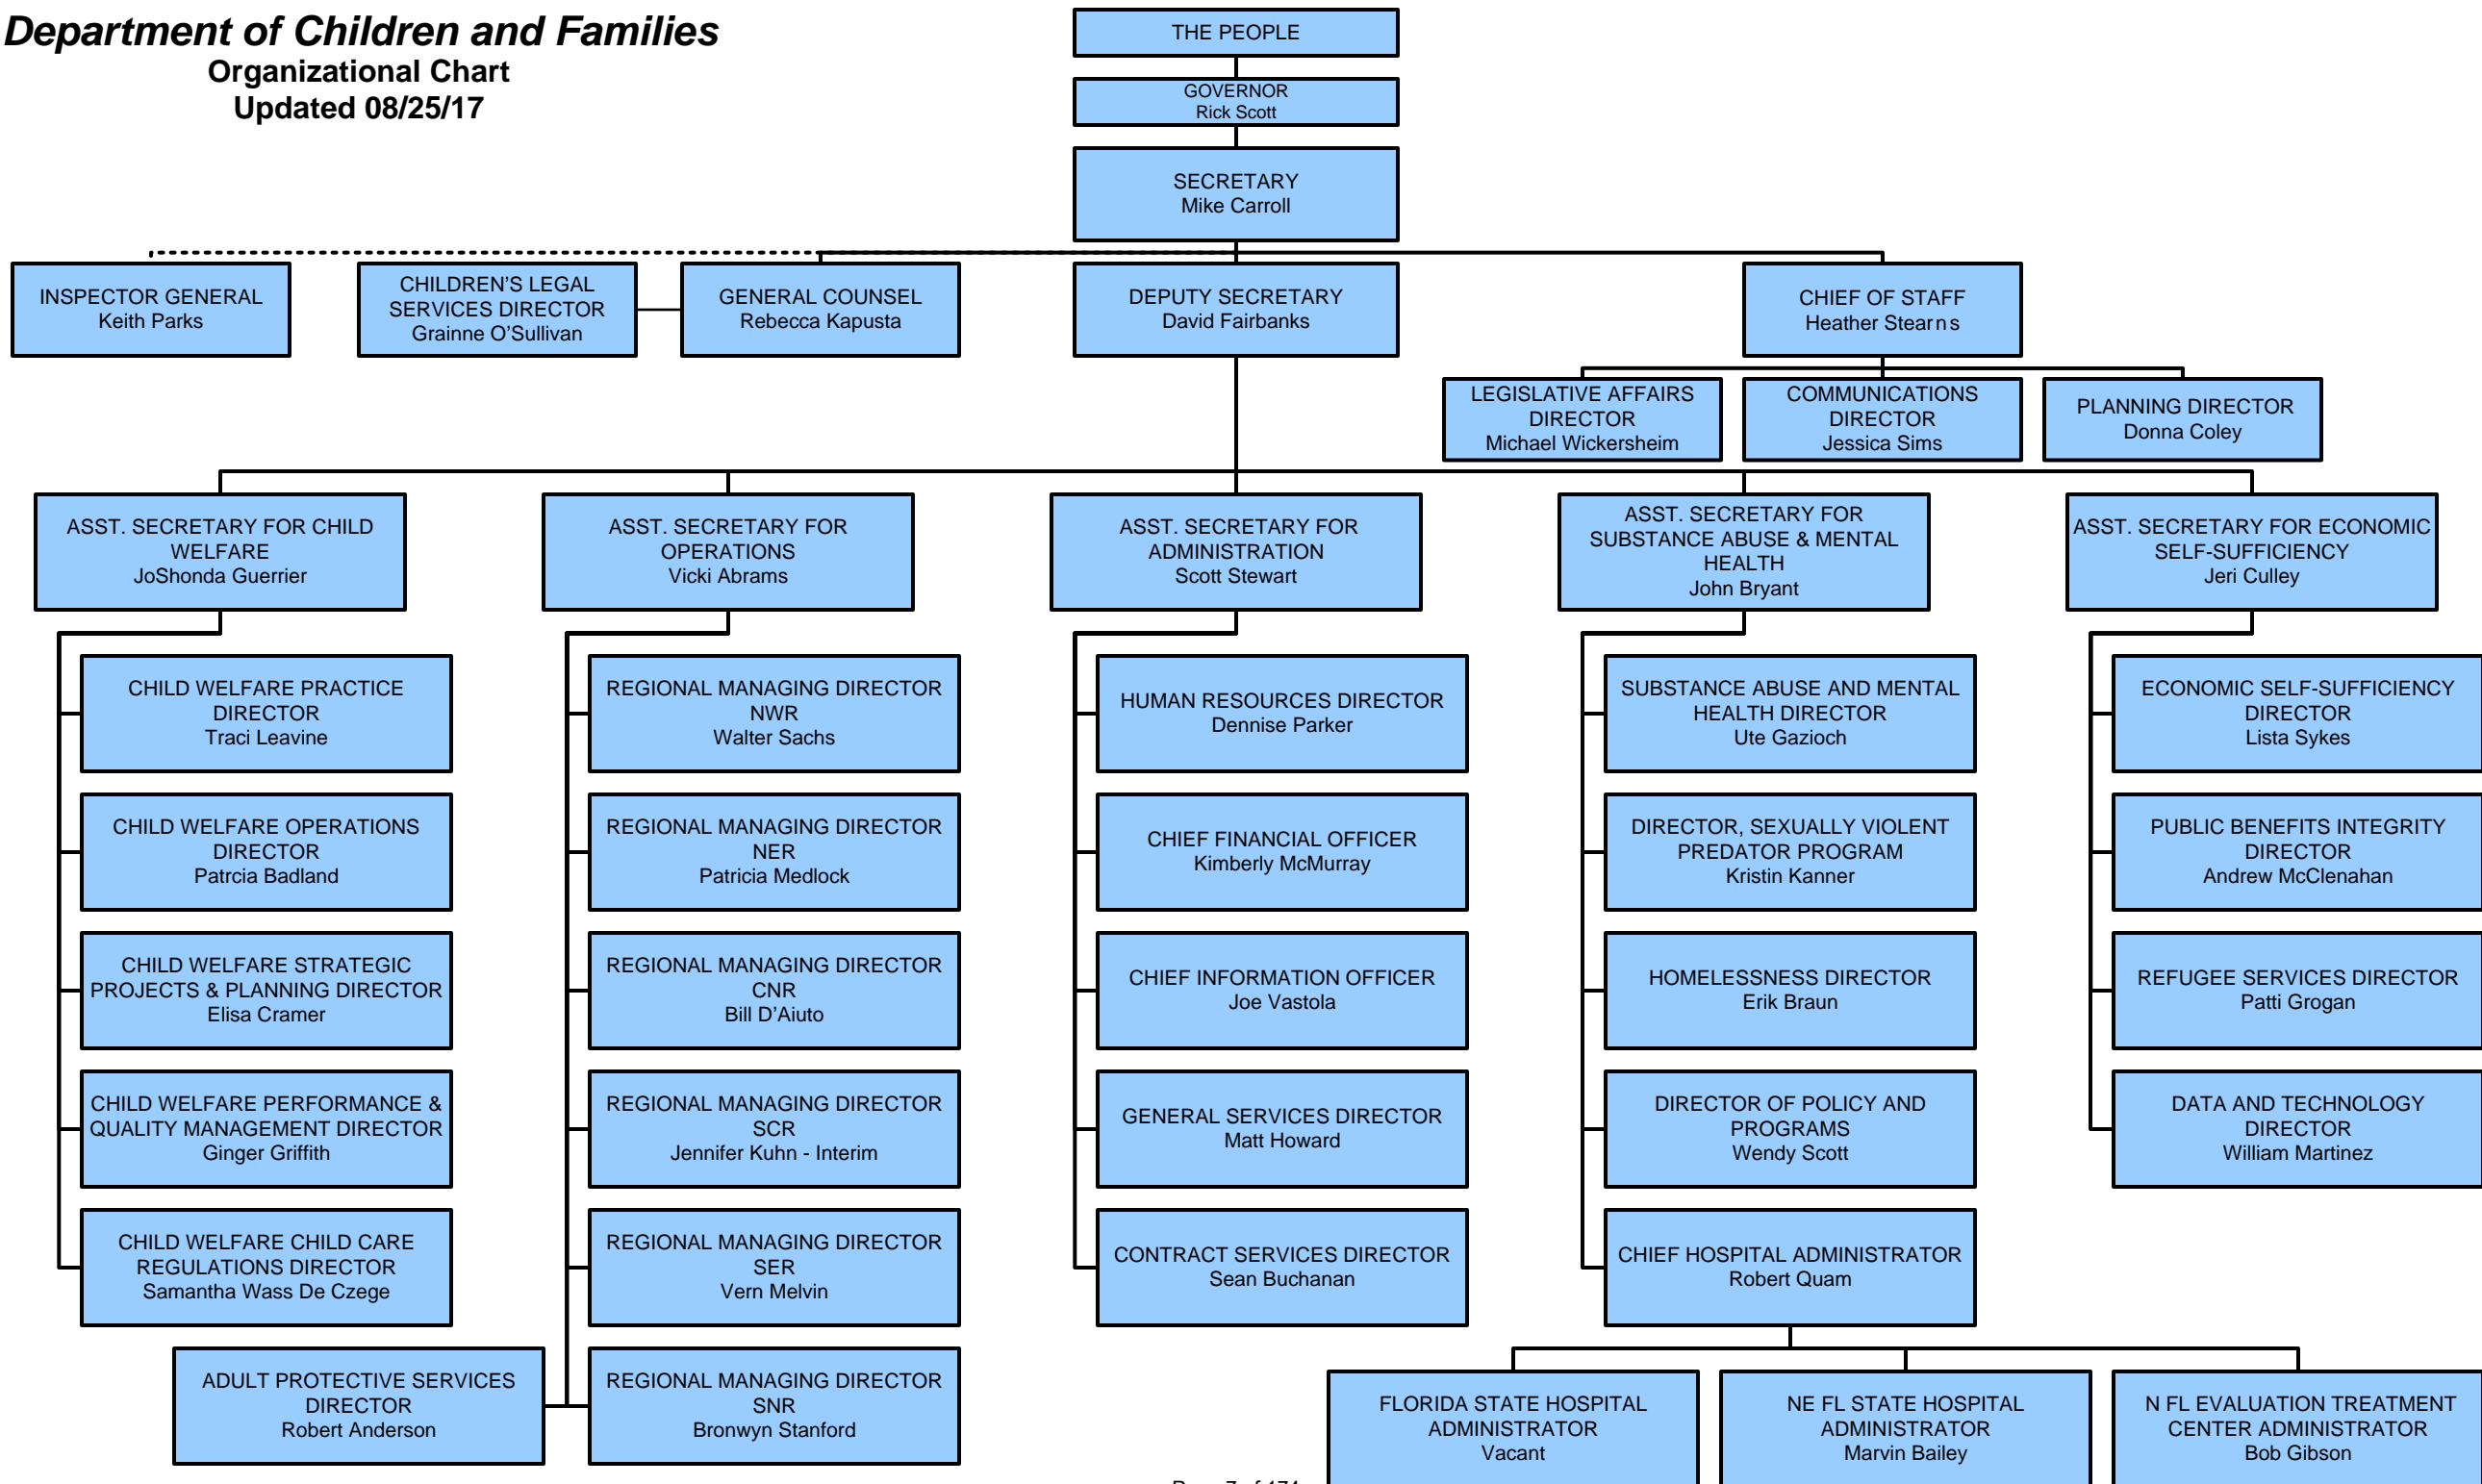 Department of Children and Families
Organizational Chart
Updated 08/25/17
THE PEOPLE
GOVERNOR
Rick Scott
SECRETARY
Mike Carroll
INSPECTOR GENERAL
Keith Parks
CHILDREN'S LEGAL
SERVICES DIRECTOR
Grainne O'Sullivan
GENERAL COUNSEL
Rebecca Kapusta
DEPUTY SECRETARY
David Fairbanks
CHIEF OF STAFF
Heather Stearns
LEGISLATIVE AFFAIRS
DIRECTOR
Michael Wickersheim
COMMUNICATIONS
DIRECTOR
Jessica Sims
PLANNING DIRECTOR
Donna Coley
ASST. SECRETARY FOR CHILD
WELFARE
JoShonda Guerrier
ASST. SECRETARY FOR
OPERATIONS
Vicki Abrams
ASST. SECRETARY FOR
ADMINISTRATION
Scott Stewart
ASST. SECRETARY FOR
SUBSTANCE ABUSE & MENTAL
HEALTH
John Bryant
ASST. SECRETARY FOR ECONOMIC
SELF-SUFFICIENCY
Jeri Culley
CHILD WELFARE PRACTICE
DIRECTOR
Traci Leavine
CHILD WELFARE OPERATIONS
DIRECTOR
Patrcia Badland
CHILD WELFARE STRATEGIC
PROJECTS & PLANNING DIRECTOR
Elisa Cramer
CHILD WELFARE PERFORMANCE &
QUALITY MANAGEMENT DIRECTOR
Ginger Griffith
CHILD WELFARE CHILD CARE
REGULATIONS DIRECTOR
Samantha Wass De Czege
ADULT PROTECTIVE SERVICES
DIRECTOR
Robert Anderson
REGIONAL MANAGING DIRECTOR
NWR
Walter Sachs
REGIONAL MANAGING DIRECTOR
NER
Patricia Medlock
REGIONAL MANAGING DIRECTOR
CNR
Bill D'Aiuto
REGIONAL MANAGING DIRECTOR
SCR
Jennifer Kuhn - Interim
REGIONAL MANAGING DIRECTOR
SER
Vern Melvin
REGIONAL MANAGING DIRECTOR
SNR
Bronwyn Stanford
HUMAN RESOURCES DIRECTOR
Dennise Parker
CHIEF FINANCIAL OFFICER
Kimberly McMurray
CHIEF INFORMATION OFFICER
Joe Vastola
GENERAL SERVICES DIRECTOR
Matt Howard
CONTRACT SERVICES DIRECTOR
Sean Buchanan
SUBSTANCE ABUSE AND MENTAL
HEALTH DIRECTOR
Ute Gazioch
DIRECTOR, SEXUALLY VIOLENT
PREDATOR PROGRAM
Kristin Kanner
HOMELESSNESS DIRECTOR
Erik Braun
DIRECTOR OF POLICY AND
PROGRAMS
Wendy Scott
CHIEF HOSPITAL ADMINISTRATOR
Robert Quam
ECONOMIC SELF-SUFFICIENCY
DIRECTOR
Lista Sykes
PUBLIC BENEFITS INTEGRITY
DIRECTOR
Andrew McClenahan
REFUGEE SERVICES DIRECTOR
Patti Grogan
DATA AND TECHNOLOGY
DIRECTOR
William Martinez
FLORIDA STATE HOSPITAL
ADMINISTRATOR
Vacant
NE FL STATE HOSPITAL
ADMINISTRATOR
Marvin Bailey
N FL EVALUATION TREATMENT
CENTER ADMINISTRATOR
Bob Gibson